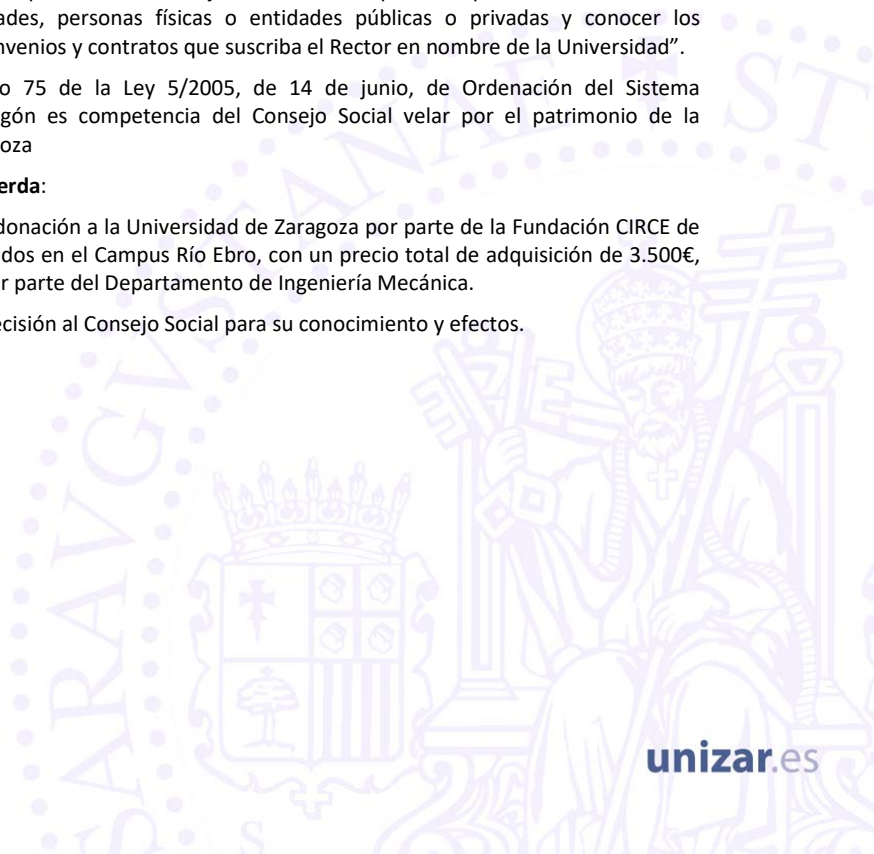 ades, personas físicas o entidades públicas o privadas y conocer los
nvenios y contratos que suscriba el Rector en nombre de la Universidad”.
o 75 de la Ley 5/2005, de 14 de junio, de Ordenación del Sistema
gón es competencia del Consejo Social velar por el patrimonio de la
oza
erda:
donación a la Universidad de Zaragoza por parte de la Fundación CIRCE de
dos en el Campus Río Ebro, con un precio total de adquisición de 3.500€,
r parte del Departamento de Ingeniería Mecánica.
ecisión al Consejo Social para su conocimiento y efectos.
unizar.es